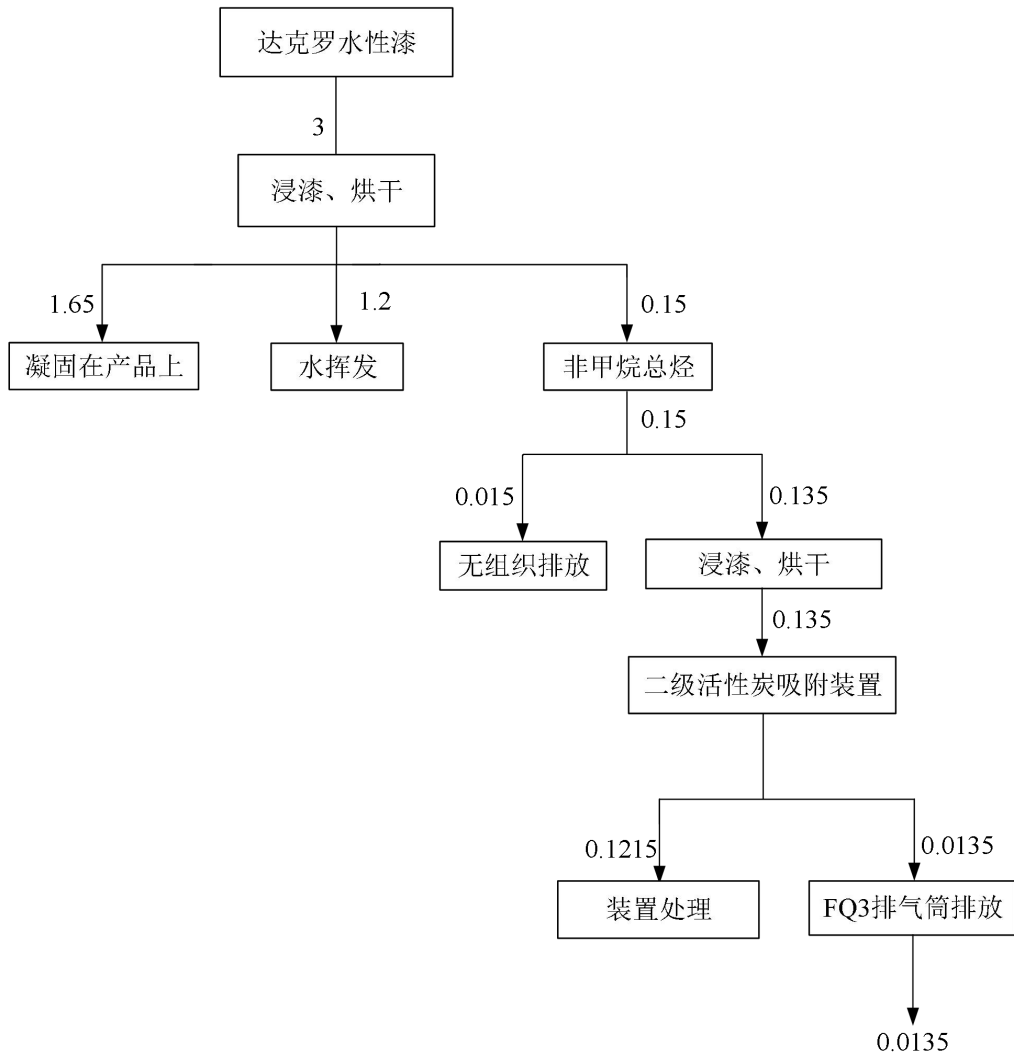 达克罗水性漆
3
浸漆、烘干
1.65
1.2
0.15
凝固在产品上
水挥发
非甲烷总烃
0.15
0.015
0.135
无组织排放
浸漆、烘干
0.135
二级活性炭吸附装置
0.1215
0.0135
装置处理
FQ3排气筒排放
0.0135